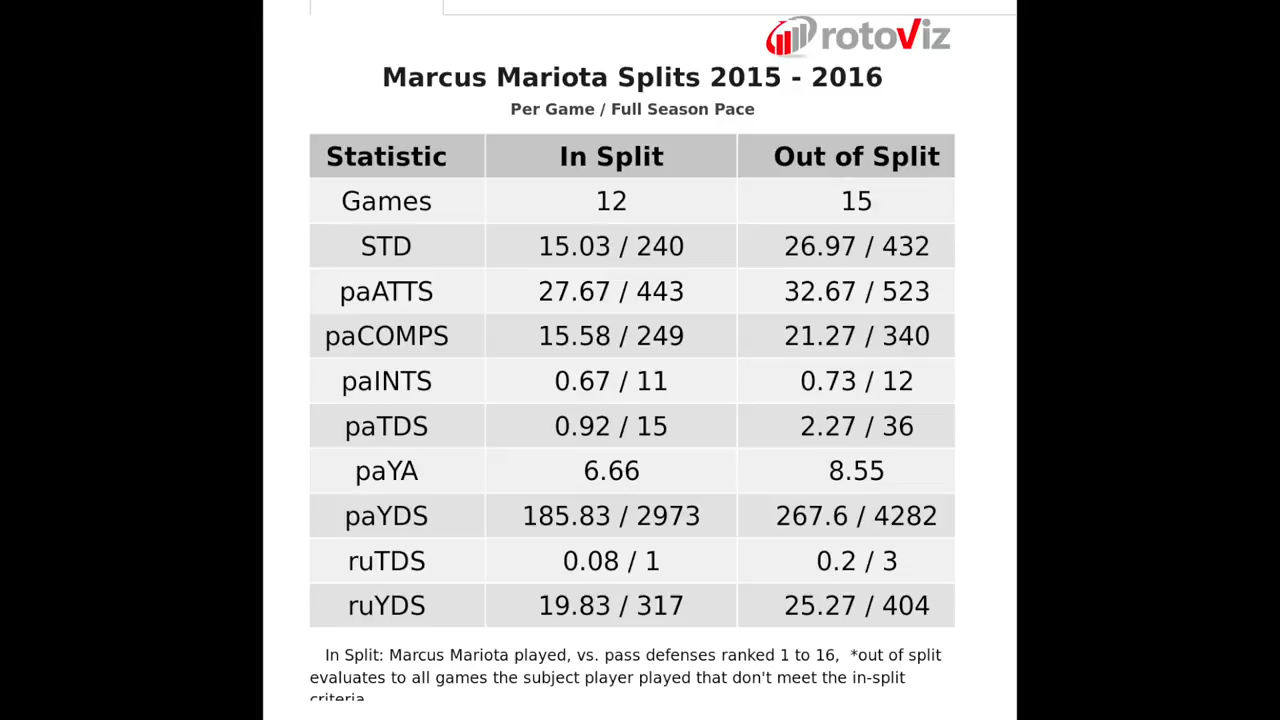 rotoViz
Marcus Mariota Splits 2015 - 2016
Per Game / Full Season Pace
Statistic In Split Out of Split
Games 12 15
STD 15.03 / 240 26.97 / 432
paATTS 27.67 / 443 32.67 / 523
paCOMPS 15.58 / 249 21.27 / 340
paINTS 0.67 / 11 0.73 / 12
paTDS 0.92 / 15 2.27 / 36
paYA 6.66 8.55
paYDS 185.83 / 2973 267.6 / 4282
ruTDS 0.08 / 1 0.2 / 3
ruYDS 19.83 / 317 25.27 / 404
In Split: Marcus Mariota played, vs. pass defenses ranked 1 to 16, *out of split
evaluates to all games the subject player played that don't meet the in-split
criteria